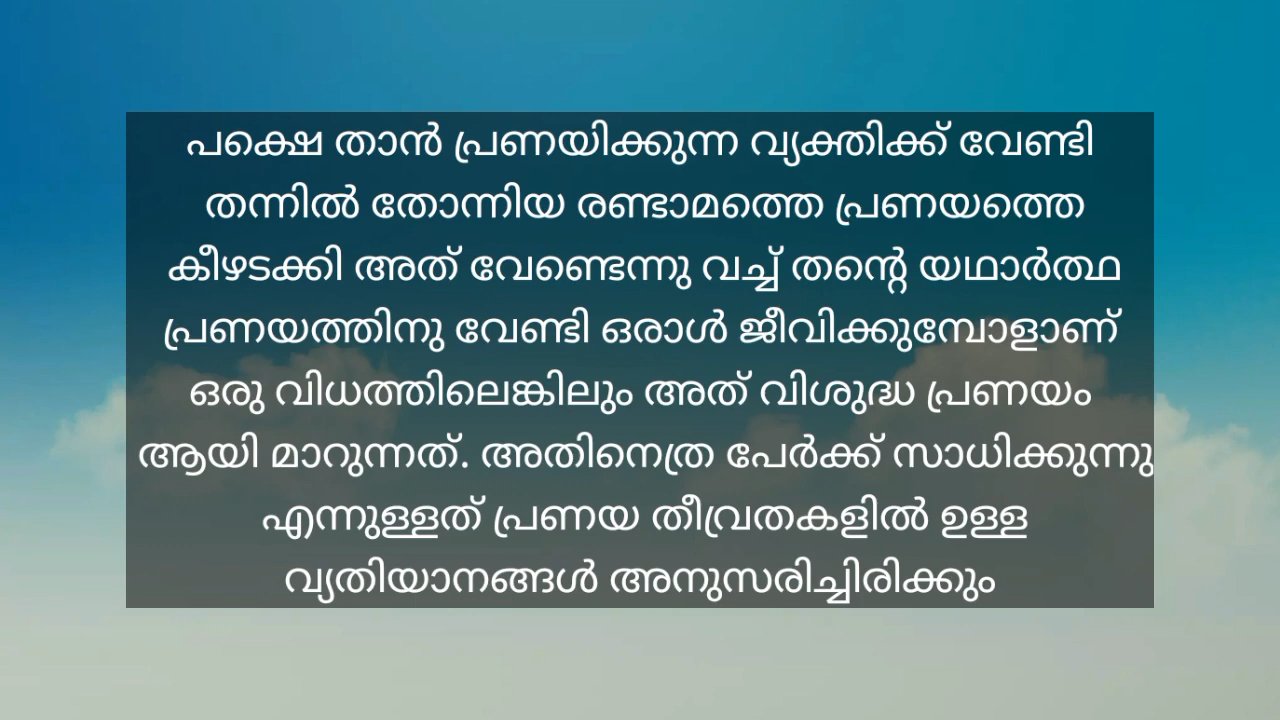 പക്ഷെ താൻ പ്രണയിക്കുന്ന വ്യക്തിക്ക് വേണ്ടി
തന്നിൽ തോന്നിയ രണ്ടാമത്തെ പ്രണയത്തെ
കീഴടക്കി അത് വേണ്ടെന്നു വച്ച് തന്റെ യഥാർത്ഥ
പ്രണയത്തിനു വേണ്ടി ഒരാൾ ജീവിക്കുമ്പോളാണ്
ഒരു വിധത്തിലെങ്കിലും അത് വിശുദ്ധ പ്രണയം
ആയി മാറുന്നത്. അതിനെത്ര പേർക്ക് സാധിക്കുന്നു
എന്നുള്ളത് പ്രണയ തീവ്രതകളിൽ ഉള്ള
വ്യതിയാനങ്ങൾ അനുസരിച്ചിരിക്കും